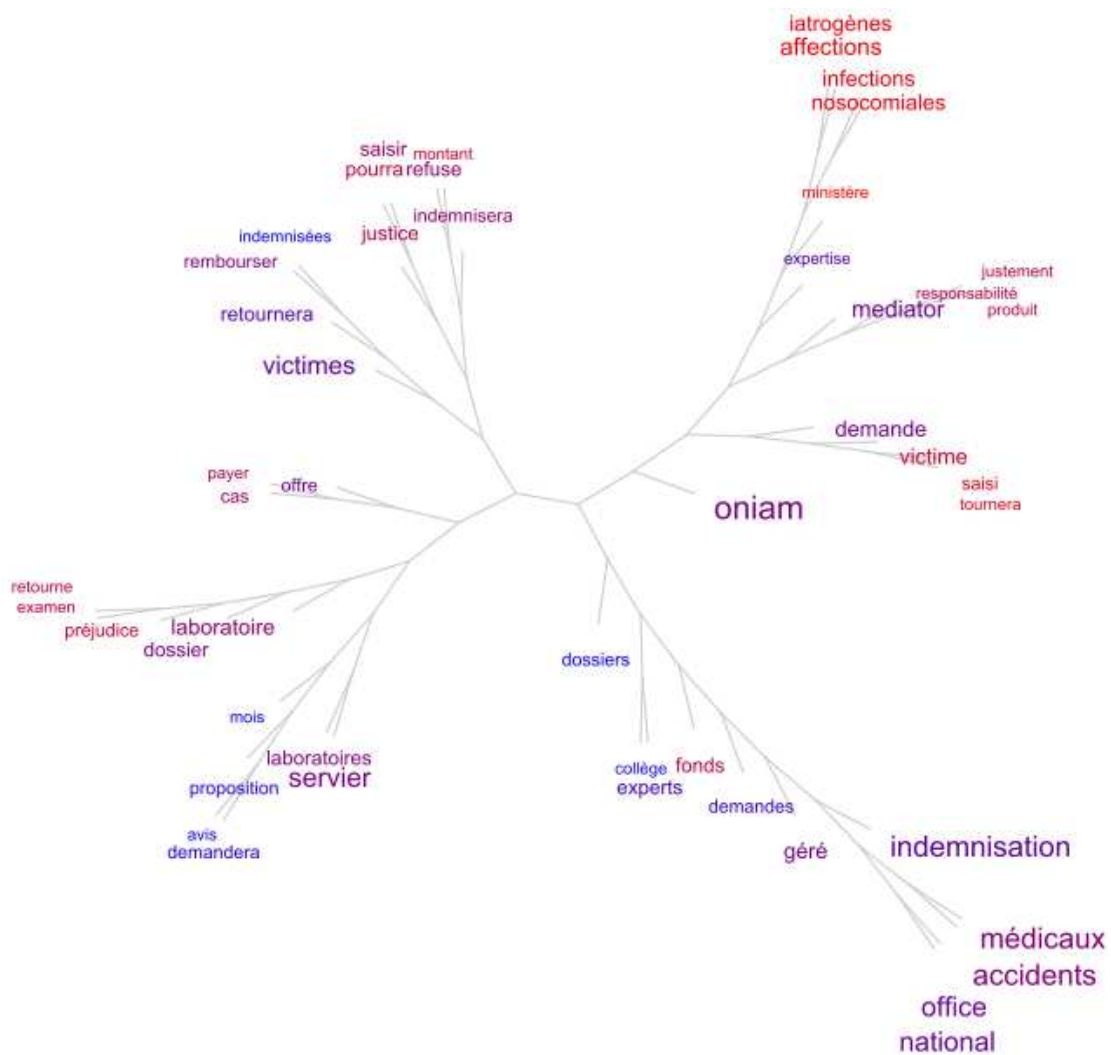 iatrogènes
affections
infections
nosocomiales
saisir
montant
pourra refuse
ministère
indemnisera
justice
indemnisées
rembourser
expertise
justement
responsabilité
mediator
produit
retournera
victimes
demande
victime
payer
offre
cas
saisi
tournera
oniam
retourne
examen
préjudice
laboratoire
dossier
dossiers
mois
laboratoires
servier
collège
fonds
experts
proposition
demandes
avis
demandera
géré
indemnisation
médicaux
accidents
office
national